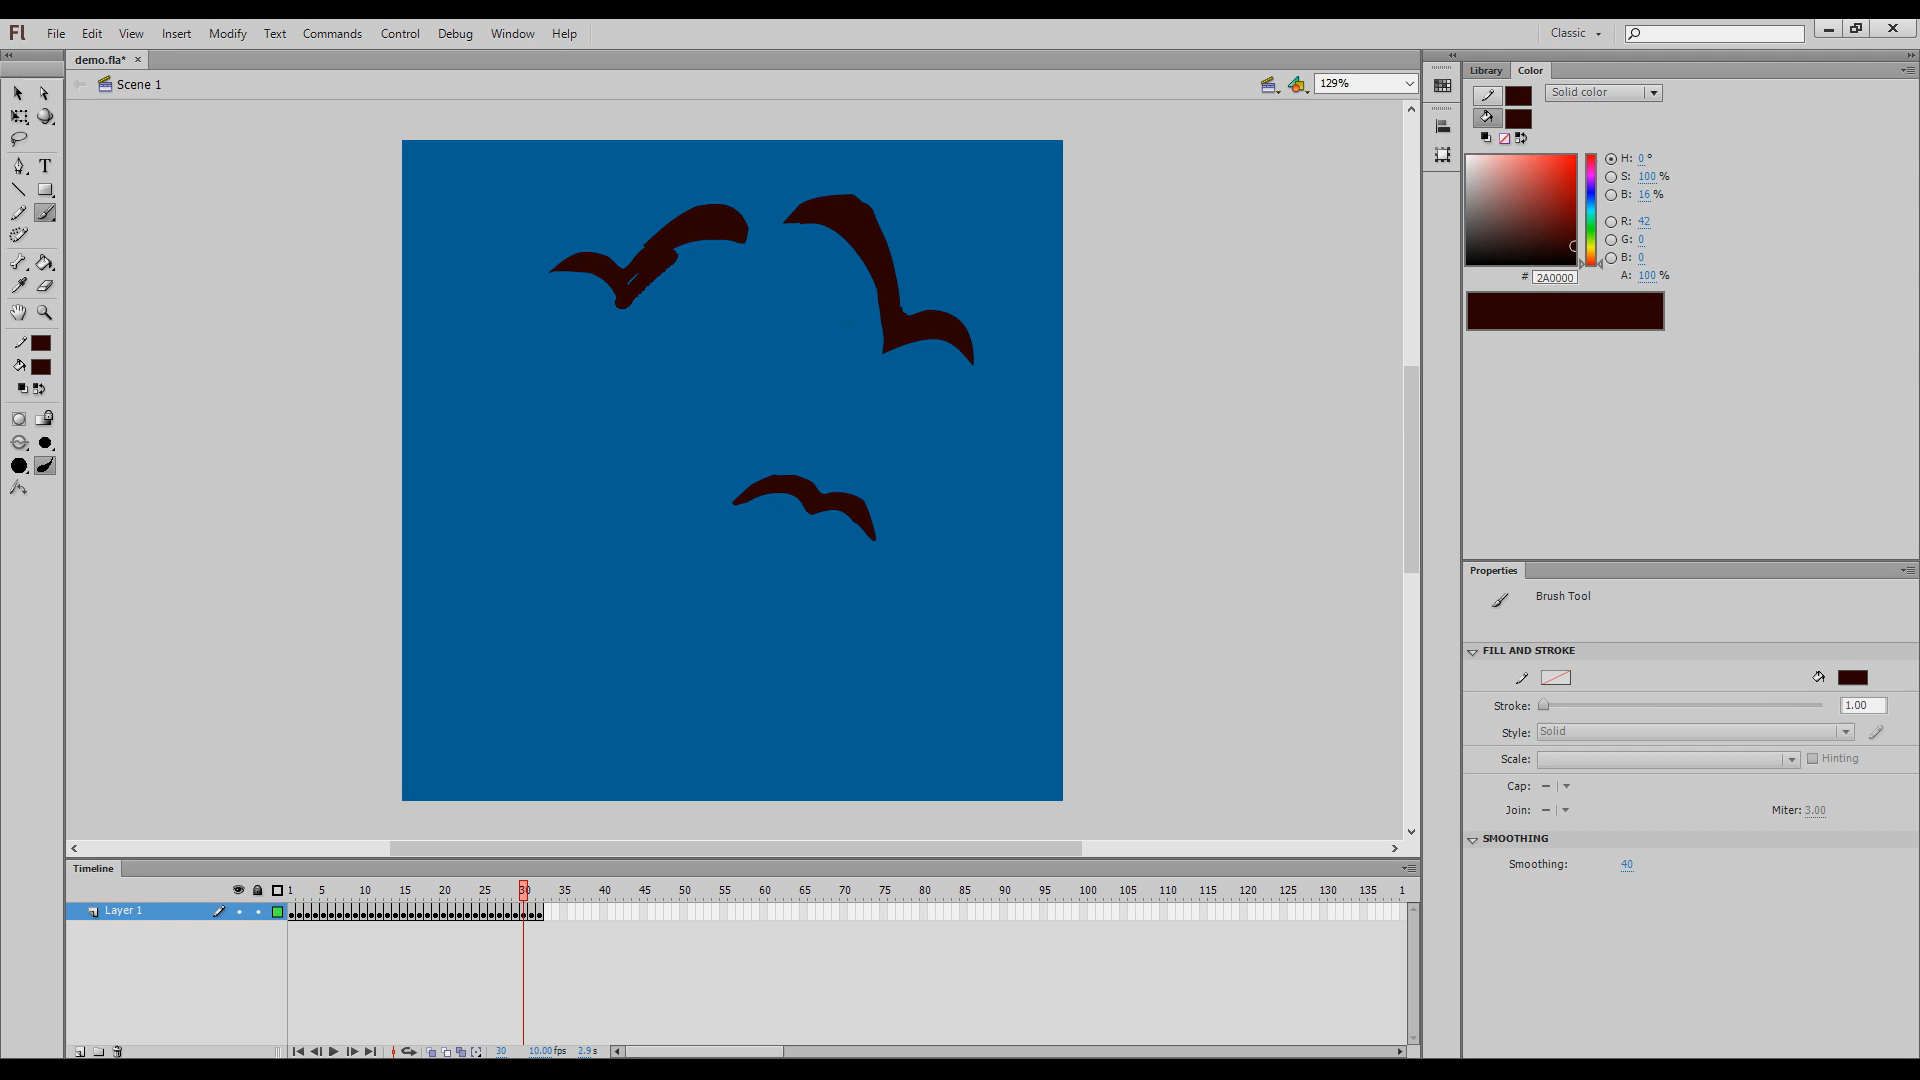 Fl File Edit View Insert Modify Text Commands Control Debug Window Help Classic
demo.fla*
Scene 1 129%
Library Color
Solid color
H: 0 °
S: 100 %
B: 16 %
R: 42
G: 0
B: 0
# 2A0000 A: 100 %
T
Properties
Brush Tool
FILL AND STROKE
Stroke: 1.00
Style: Solid
Scale: Hinting
Cap:
Join: Miter: 3.00
SMOOTHING
Smoothing: 40
Timeline
1 5 10 15 20 25 30 35 40 45 50 55 60 65 70 75 80 85 90 95 100 105 110 115 120 125 130 135 1
Layer 1
30 10.00 fps 2.9 s